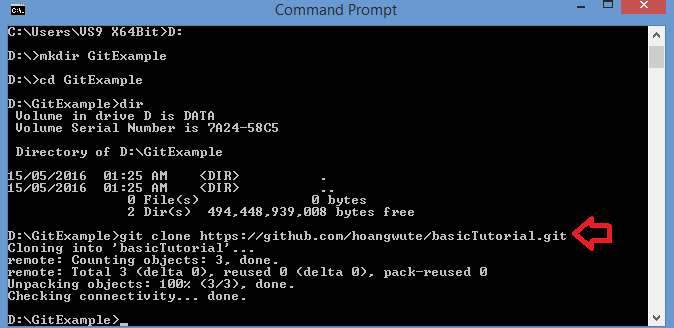 Command Prompt
C:\Users\VS9 X64Bit>D:
D:\>mkdir GitExample
D:\>cd GitExample
D:\GitExample>dir
Volume in drive D is DATA
Volume Serial Number is 7A24-58C5
Directory of D:\GitExample
15/05/2016  01:25 AM    <DIR>          .
15/05/2016  01:25 AM    <DIR>          ..
0 File(s)              0 bytes
2 Dir(s)  494,448,939,008 bytes free
D:\GitExample>git clone https://github.com/hoangwute/basicTutorial.git
Cloning into 'basicTutorial'...
remote: Counting objects: 3, done.
remote: Total 3 (delta 0), reused 0 (delta 0), pack-reused 0
Unpacking objects: 100% (3/3), done.
Checking connectivity... done.
D:\GitExample>_